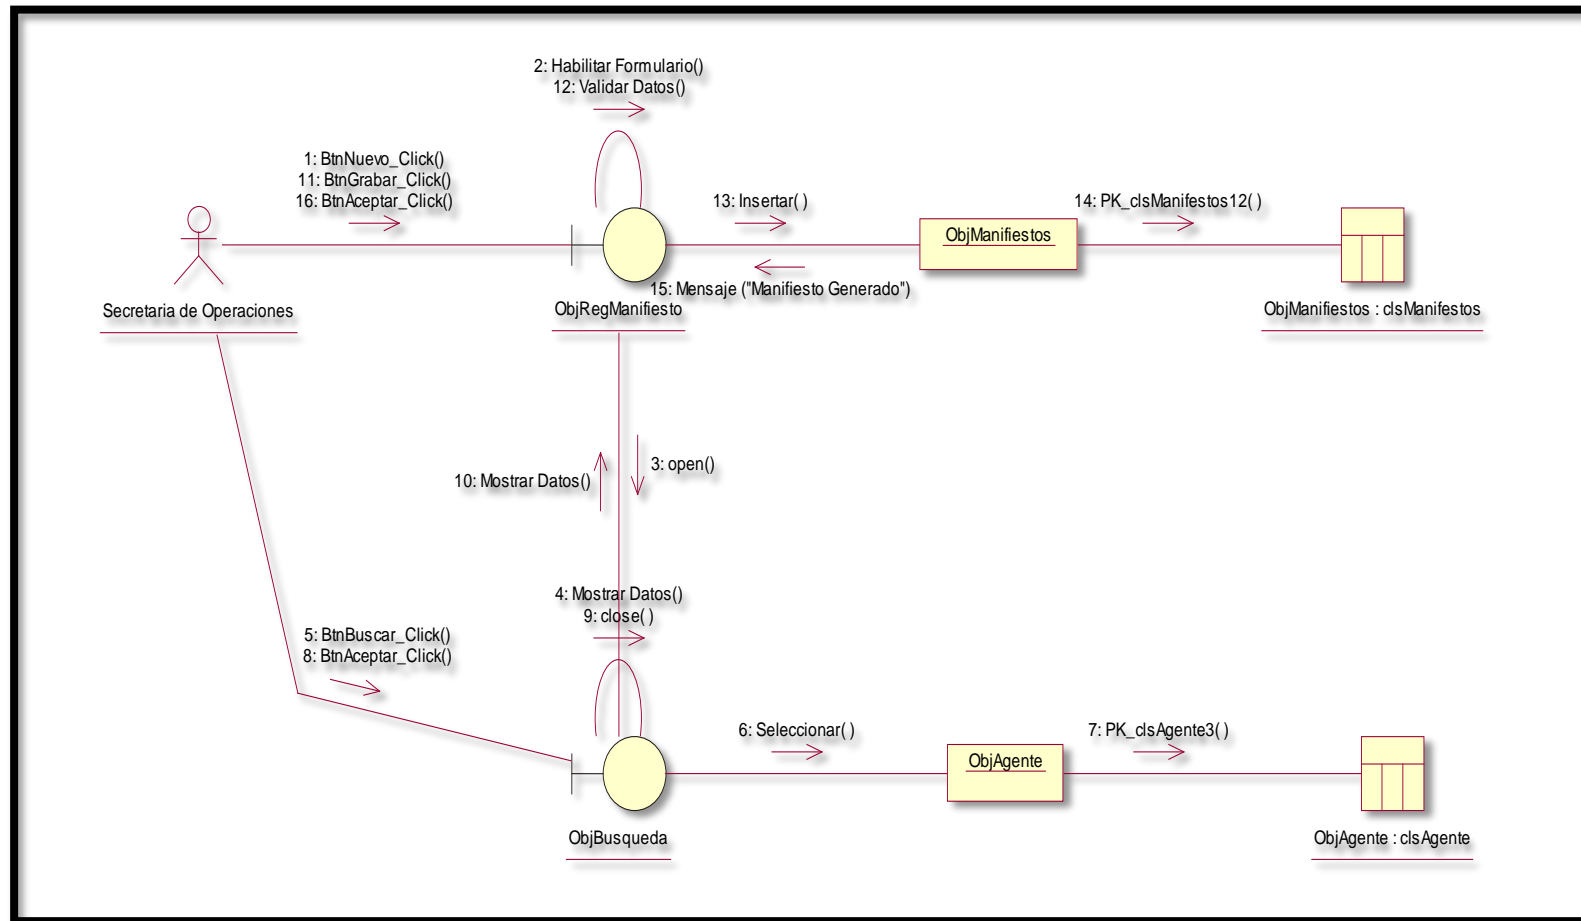 2: Habilitar Formulario()
12: Validar Datos()
1: BtnNuevo_Click()
11: BtnGrabar_Click()
16: BtnAceptar_Click()
13: Insertar( )
14: PK_clsManifestos12( )
ObjManifiestos
15: Mensaje ("Manifiesto Generado")
Secretaria de Operaciones
ObjRegManifiesto
ObjManifiestos : clsManifestos
3: open()
10: Mostrar Datos()
4: Mostrar Datos()
9: close( )
5: BtnBuscar_Click()
8: BtnAceptar_Click()
6: Seleccionar( )
7: PK_clsAgente3( )
ObjAgente
ObjBusqueda
ObjAgente : clsAgente